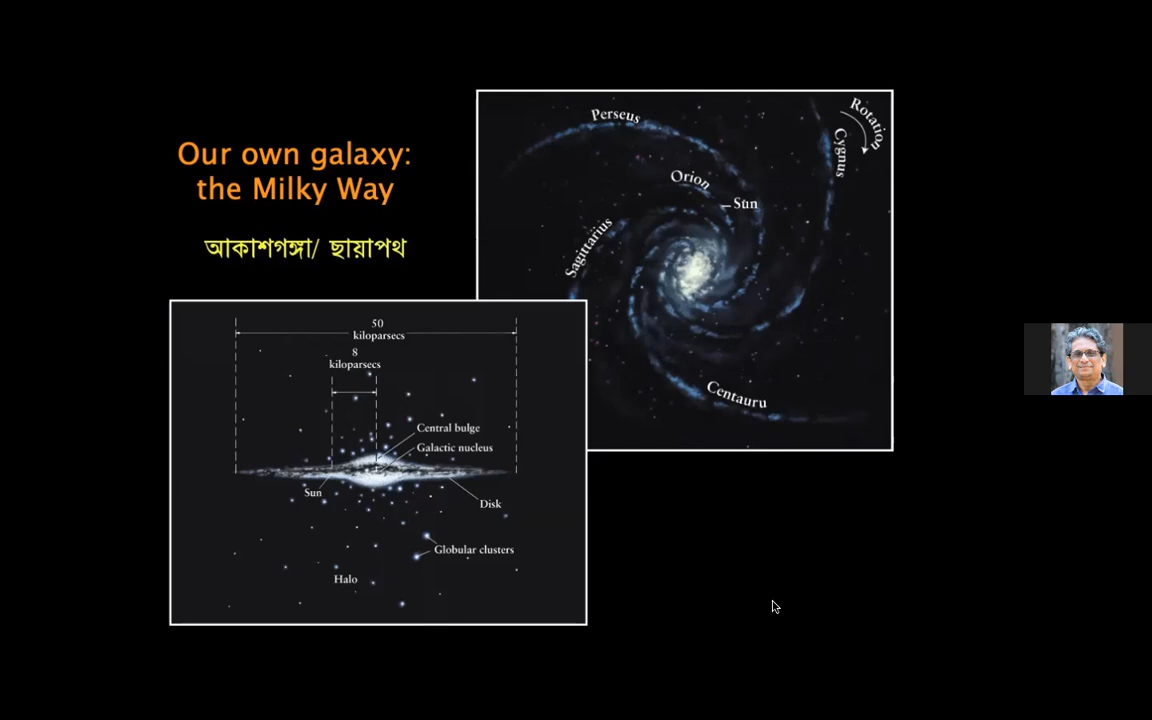 Our own galaxy:
the Milky Way
আকাশগঙ্গা/ ছায়াপথ
Perseus
Rotation
Cygnus
Orion
Sun
Sagittarius
Centauru
50
kiloparsecs
8
kiloparsecs
Central bulge
Galactic nucleus
Sun
Disk
Globular clusters
Halo